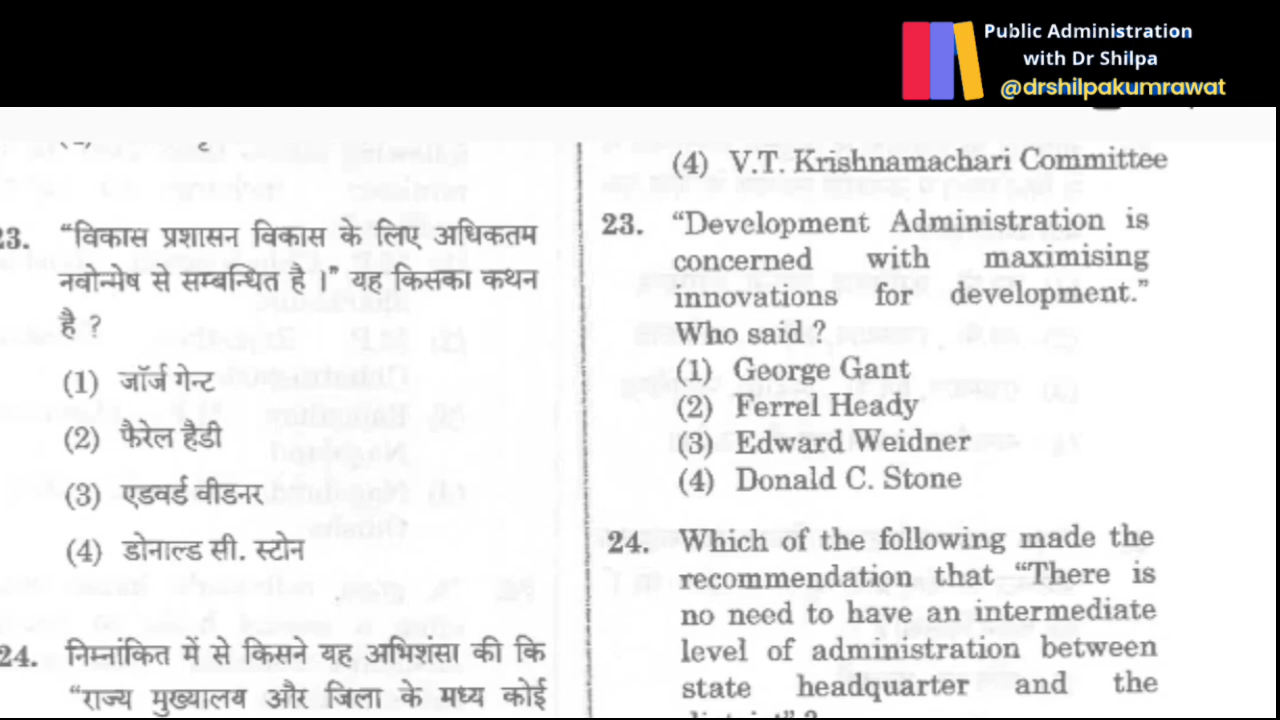 Public Administration
with Dr Shilpa
@drshilpakumrawat
23. “विकास प्रशासन विकास के लिए अधिकतम
नवोन्मेष से सम्बन्धित है ।” यह किसका कथन
है ?
(1) जॉर्ज गेन्ट
(2) फैरेल हैडी
(3) एडवर्ड वीडनर
(4) डोनाल्ड सी. स्टोन
24. निम्नांकित में से किसने यह अभिशंसा की कि
“राज्य मुख्यालय और जिला के मध्य कोई
(4) V.T. Krishnamachari Committee
23. “Development Administration is
concerned with maximising
innovations for development.”
Who said ?
(1) George Gant
(2) Ferrel Heady
(3) Edward Weidner
(4) Donald C. Stone
24. Which of the following made the
recommendation that “There is
no need to have an intermediate
level of administration between
state headquarter and the